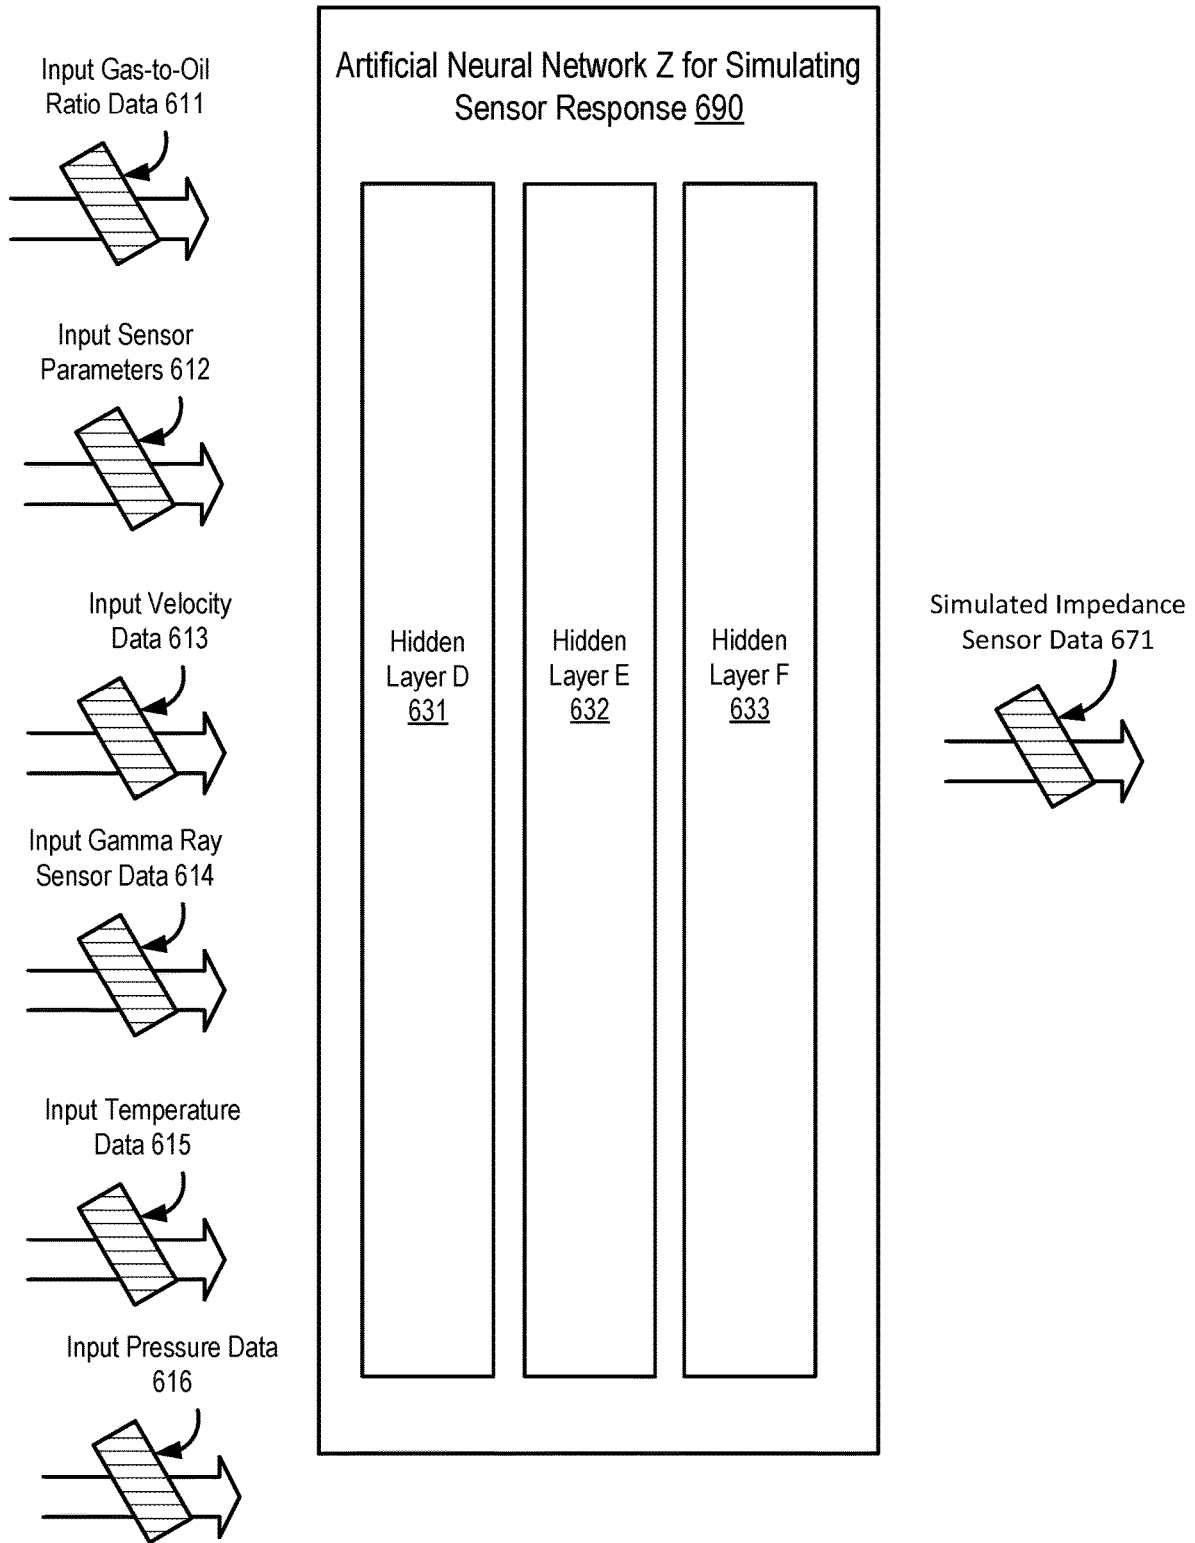 Input Gas-to-Oil
Ratio Data 611
Input Sensor
Parameters 612
Input Velocity
Data 613
Input Gamma Ray
Sensor Data 614
Input Temperature
Data 615
Input Pressure Data
616
Artificial Neural Network Z for Simulating
Sensor Response 690
Hidden
Layer D
631
Hidden
Layer E
632
Hidden
Layer F
633
Simulated Impedance
Sensor Data 671